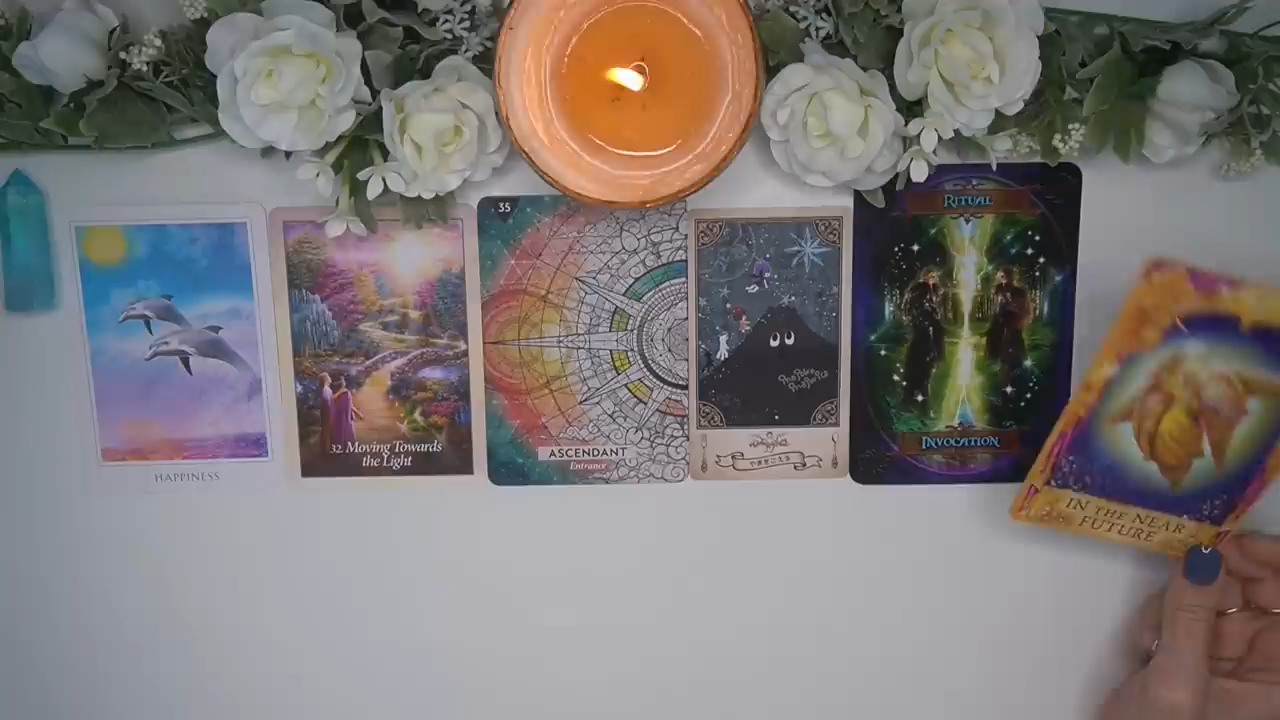 HAPPINESS
32. Moving Towards
the Light
35
ASCENDANT
Entrance
RITUAL
INVOCATION
IN THE NEAR
FUTURE